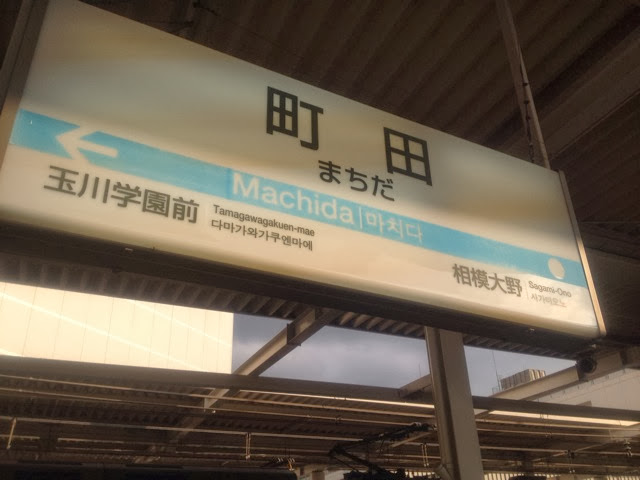 町田
まちだ
Machida|마치다
玉川学園前
Tamagawagakuen-mae
다마가와가쿠엔마에
相模大野
Sagami-Ono
사가미오노